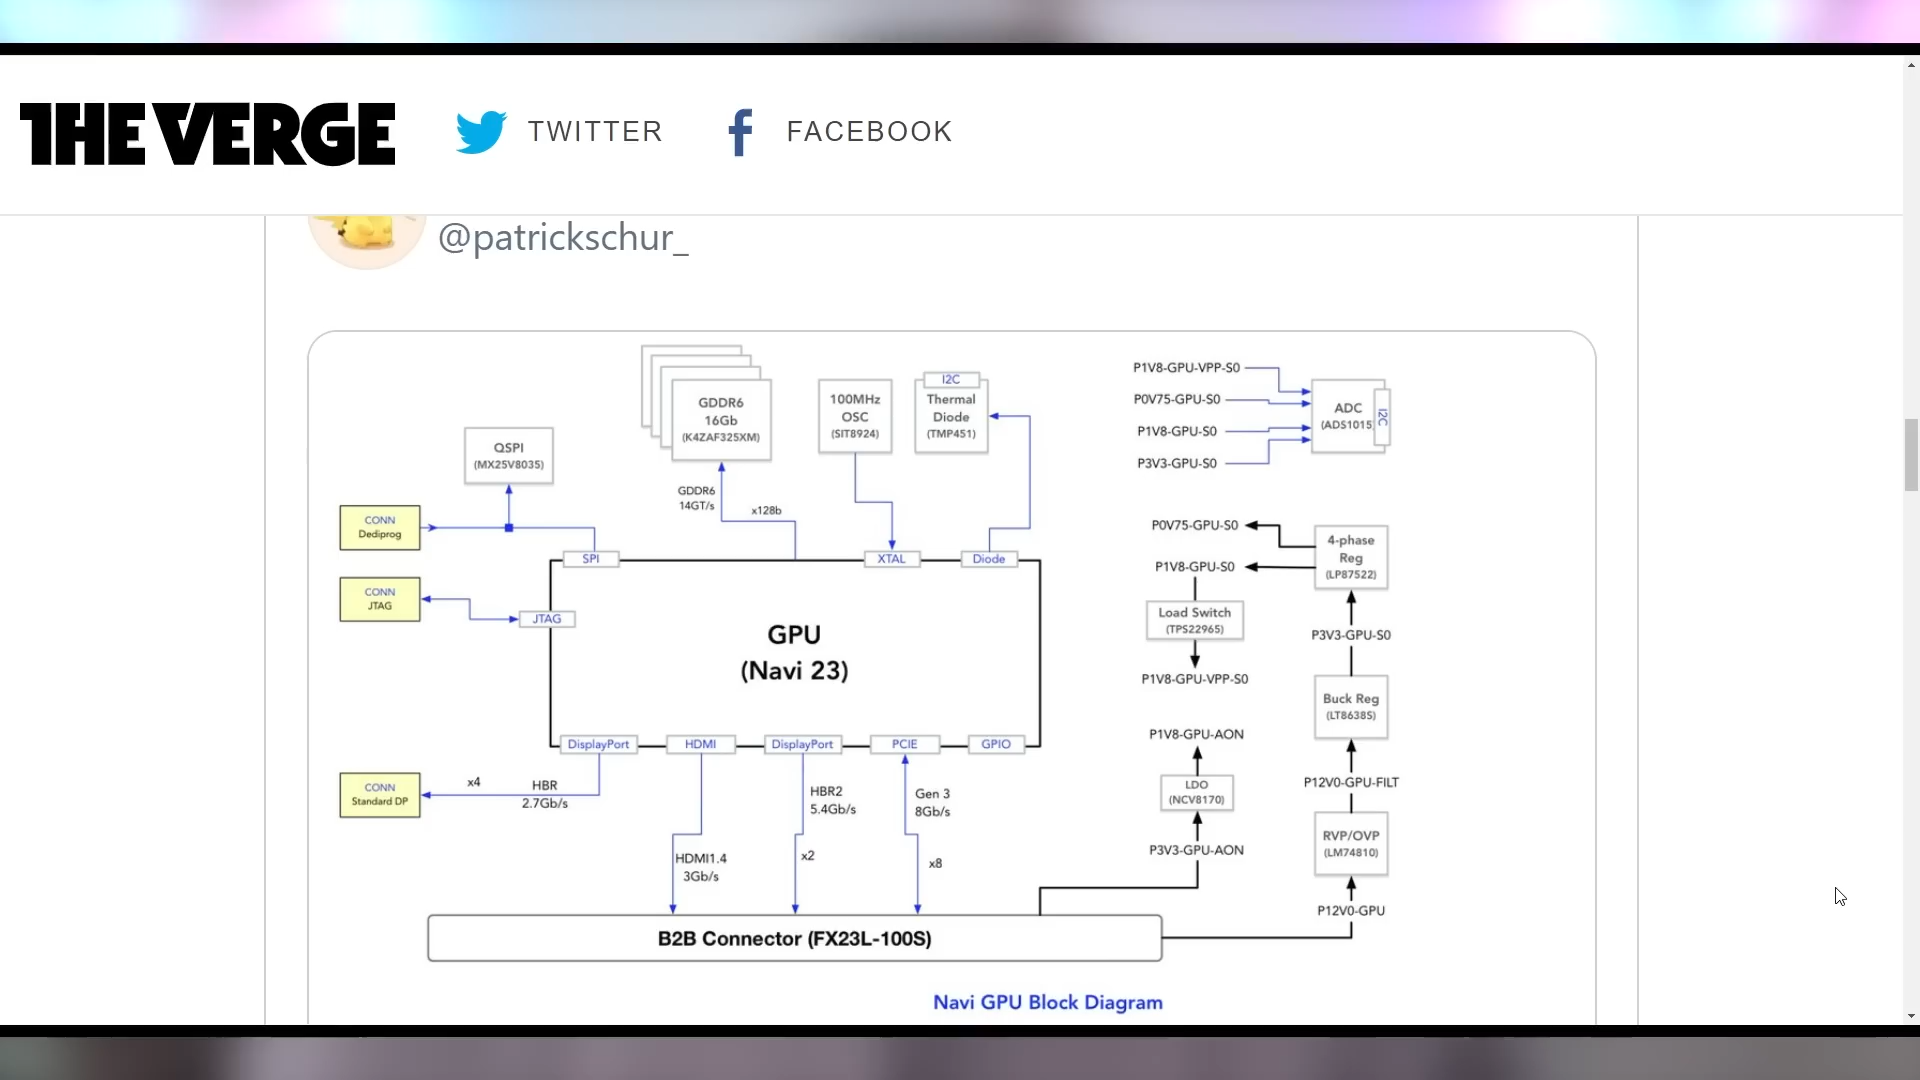 THE VERGE
TWITTER
FACEBOOK
@patrickschur_
GDDR6
16Gb
(K4ZAF325XM)
100MHz
OSC
(SIT8924)
I2C
Thermal
Diode
(TMP451)
P1V8-GPU-VPP-S0
P0V75-GPU-S0
P1V8-GPU-S0
P3V3-GPU-S0
ADC
(ADS1015
I2C
QSPI
(MX25V8035)
GDDR6
14GT/s
x128b
CONN
Dediprog
SPI
XTAL
Diode
P0V75-GPU-S0
P1V8-GPU-S0
4-phase
Reg
(LP87522)
CONN
JTAG
JTAG
GPU
(Navi 23)
Load Switch
(TPS22965)
P3V3-GPU-S0
P1V8-GPU-VPP-S0
Buck Reg
(LT8638S)
DisplayPort
HDMI
DisplayPort
PCIE
GPIO
P1V8-GPU-AON
CONN
Standard DP
x4
HBR
2.7Gb/s
HBR2
5.4Gb/s
Gen 3
8Gb/s
LDO
(NCV8170)
P12V0-GPU-FILT
HDMI1.4
3Gb/s
x2
x8
P3V3-GPU-AON
RVP/OVP
(LM74810)
P12V0-GPU
B2B Connector (FX23L-100S)
Navi GPU Block Diagram